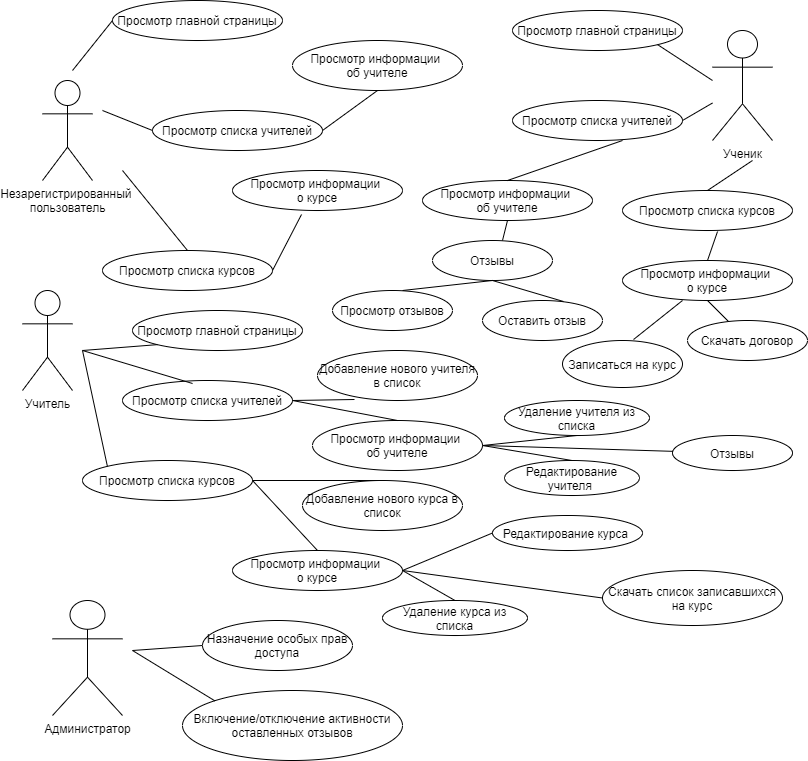 Просмотр главной страницы
Просмотр информации
об учителе
Просмотр списка учителей
Незарегистрированный
пользователь
Просмотр информации
о курсе
Просмотр списка курсов
Просмотр главной страницы
Ученик
Просмотр списка учителей
Просмотр информации
об учителе
Отзывы
Просмотр отзывов
Оставить отзыв
Просмотр списка курсов
Просмотр информации
о курсе
Скачать договор
Записаться на курс
Учитель
Просмотр главной страницы
Добавление нового учителя
в список
Просмотр списка учителей
Просмотр информации
об учителе
Удаление учителя из
списка
Отзывы
Редактирование
учителя
Просмотр списка курсов
Добавление нового курса в
список
Просмотр информации
о курсе
Редактирование курса
Скачать список записавшихся
на курс
Удаление курса из
списка
Администратор
Назначение особых прав
доступа
Включение/отключение активности
оставленных отзывов